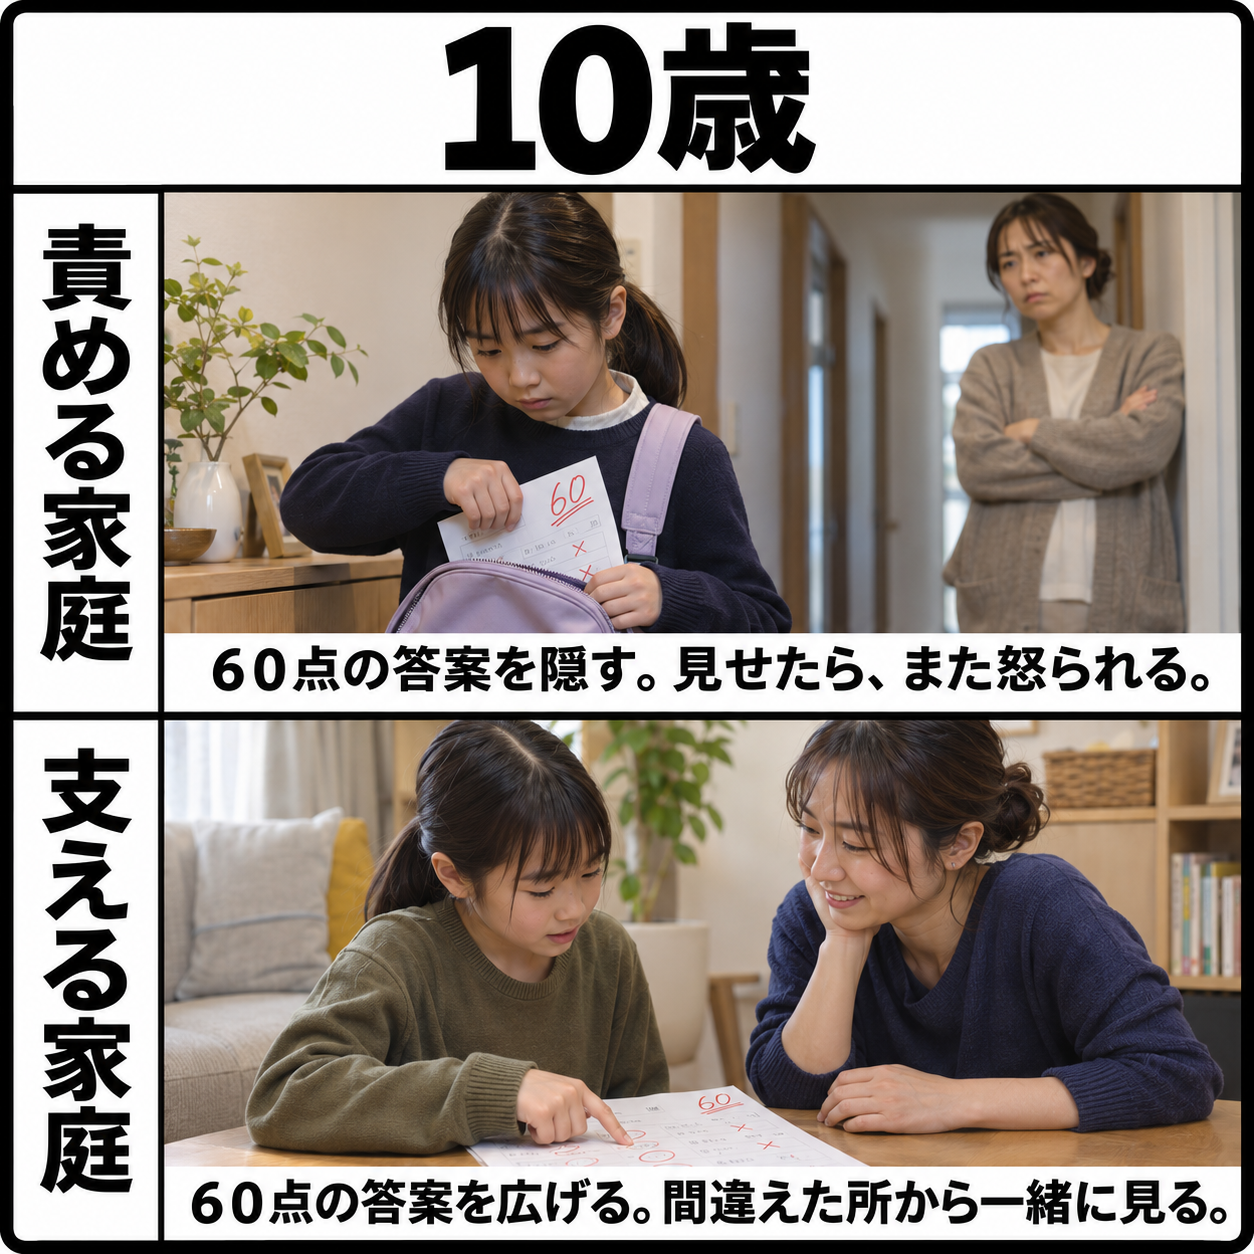 10歳
責める家庭
60
60点の答案を隠す。見せたら、また怒られる。
支える家庭
60
60点の答案を広げる。間違えた所から一緒に見る。